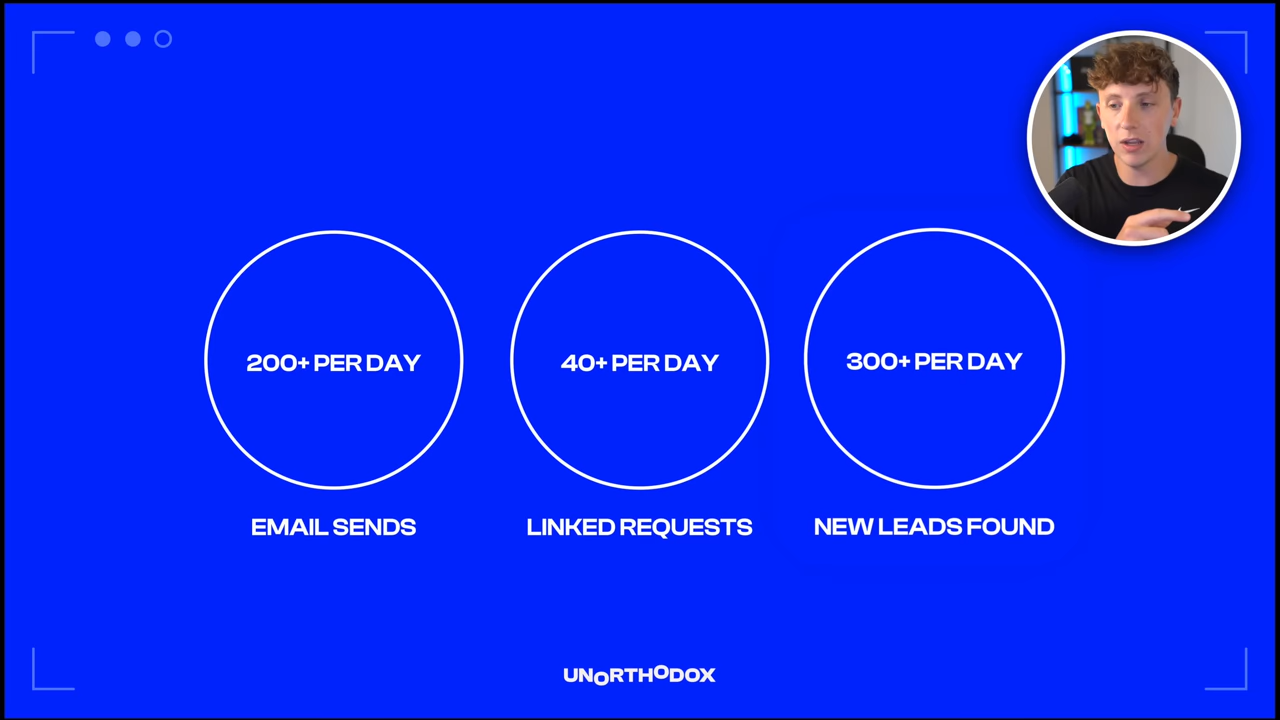 200+ PER DAY
40+ PER DAY
300+ PER DAY
EMAIL SENDS
LINKED REQUESTS
NEW LEADS FOUND
UNORTHODOX